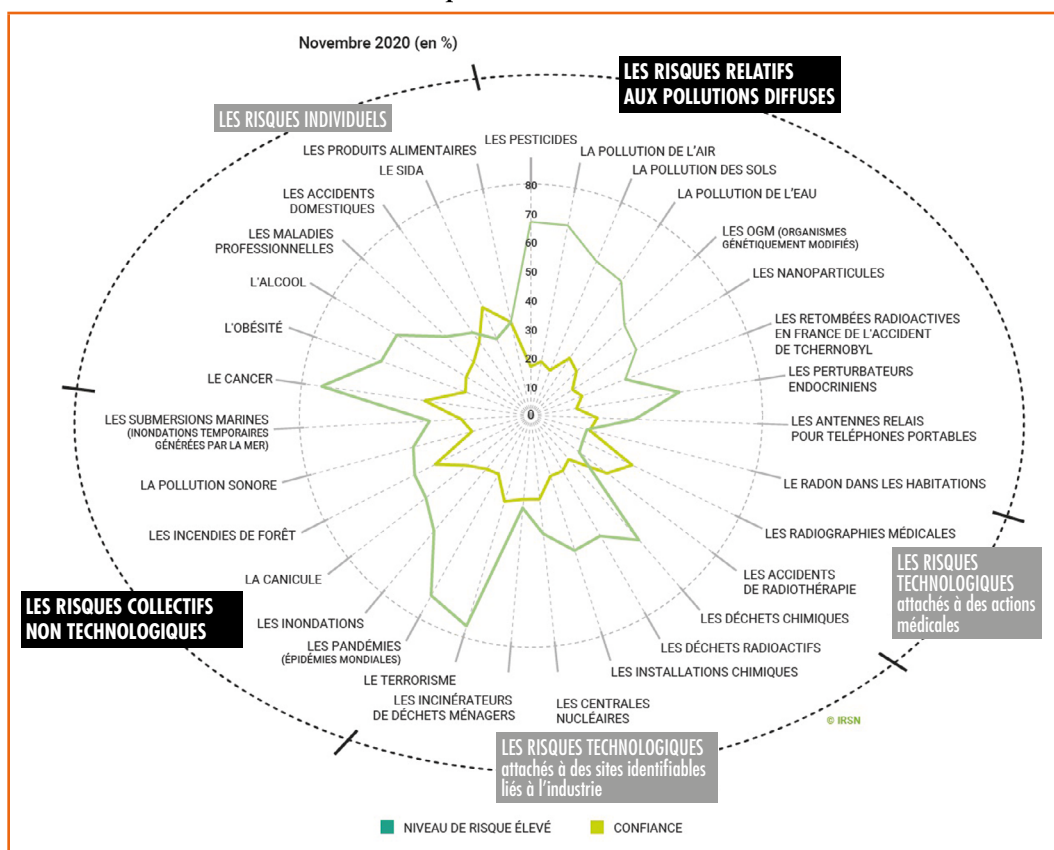 Novembre 2020 (en %)
LES RISQUES RELATIFS
AUX POLLUTIONS DIFFUSES
LES RISQUES INDIVIDUELS
LES PESTICIDES
LA POLLUTION DE L'AIR
LA POLLUTION DES SOLS
LA POLLUTION DE L'EAU
LES OGM (ORGANISMES
GÉNÉTIQUEMENT MODIFIÉS)
LES NANOPARTICULES
LES RETOMBÉES RADIOACTIVES
EN FRANCE DE L'ACCIDENT
DE TCHERNOBYL
LES PERTURBATEURS
ENDOCRINIENS
LES ANTENNES RELAIS
POUR TELÉPHONES PORTABLES
LE RADON DANS LES HABITATIONS
LES RADIOGRAPHIES MÉDICALES
LES ACCIDENTS
DE RADIOTHÉRAPIE
LES DÉCHETS CHIMIQUES
LES DÉCHETS RADIOACTIFS
LES INSTALLATIONS CHIMIQUES
LES CENTRALES
NUCLÉAIRES
LES INCINÉRATEURS
DE DÉCHETS MÉNAGERS
LE TERRORISME
LES PANDÉMIES
(ÉPIDÉMIES MONDIALES)
LES INONDATIONS
LA CANICULE
LES INCENDIES DE FORÊT
LA POLLUTION SONORE
LES SUBMERSIONS MARINES
(INONDATIONS TEMPORAIRES
GÉNÉRÉES PAR LA MER)
LE CANCER
L'OBÉSITÉ
L'ALCOOL
LES MALADIES
PROFESSIONNELLES
LES ACCIDENTS
DOMESTIQUES
LE SIDA
LES PRODUITS ALIMENTAIRES
80
70
60
50
40
30
20
10
0
LES RISQUES
TECHNOLOGIQUES
attachés à des actions
médicales
LES RISQUES COLLECTIFS
NON TECHNOLOGIQUES
LES RISQUES TECHNOLOGIQUES
attachés à des sites identifiables
liés à l'industrie
© IRSN
NIVEAU DE RISQUE ÉLEVÉ
CONFIANCE